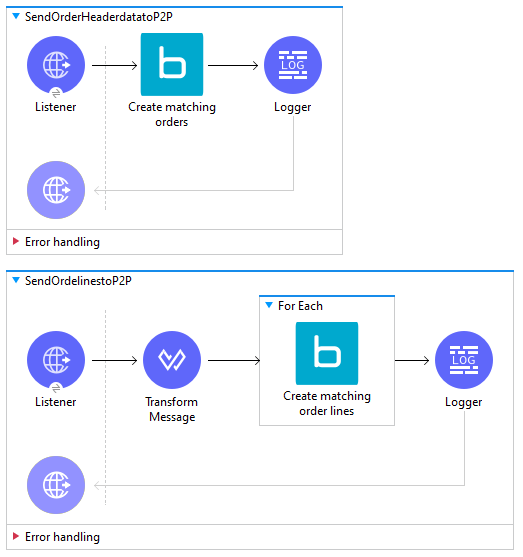 SendOrderHeaderdatatoP2P
b
LOG
Listener
Create matching
orders
Logger
Error handling
SendOrdelinestoP2P
For Each
b
LOG
Listener
Transform
Message
Create matching
order lines
Logger
Error handling